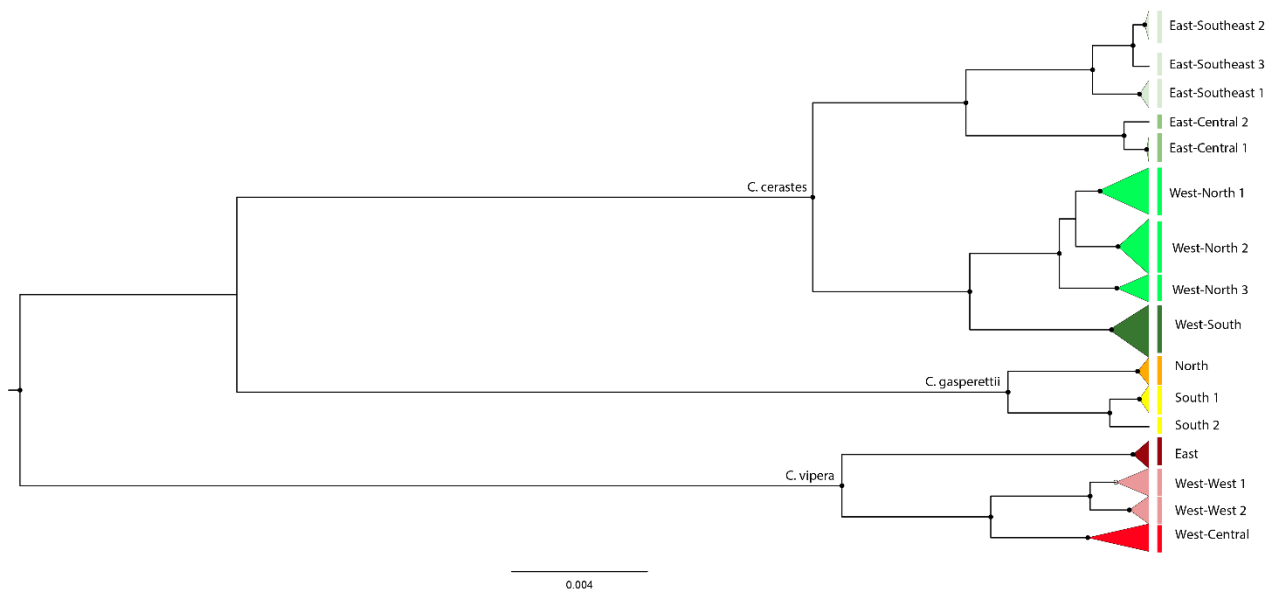 East-Southeast 2
East-Southeast 3
East-Southeast 1
East-Central 2
East-Central 1
C. cerastes
West-North 1
West-North 2
West-North 3
West-South
North
C. gasperettii
South 1
South 2
East
C. vipera
West-West 1
West-West 2
West-Central
0.004